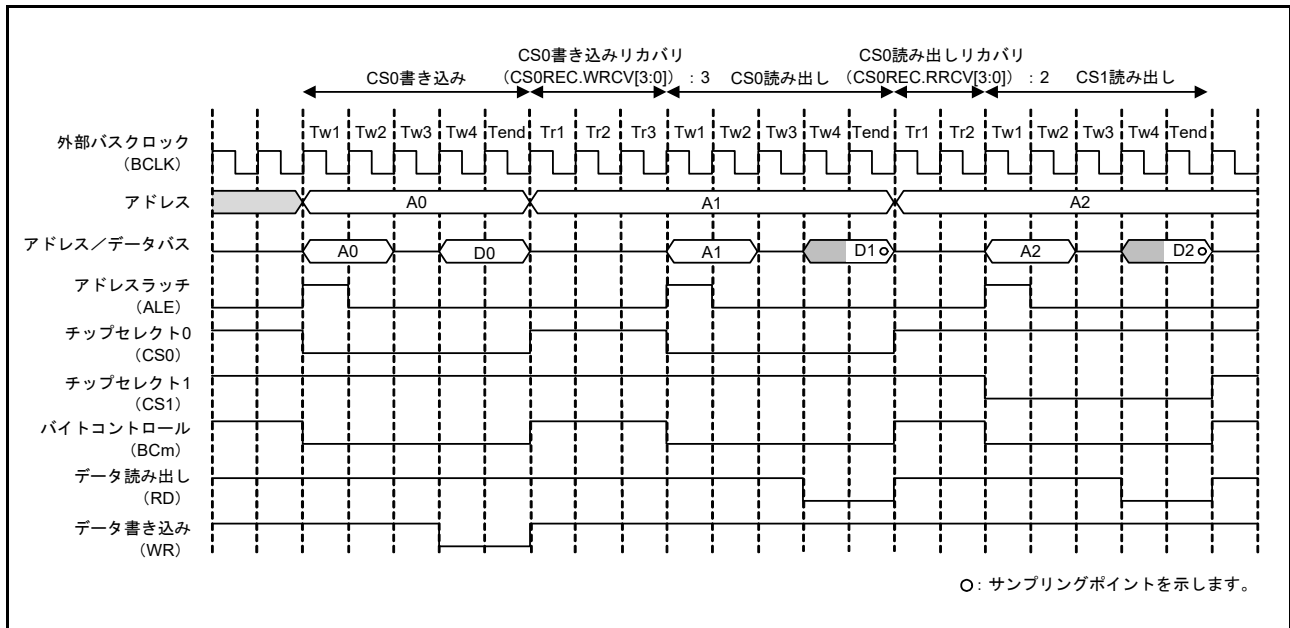 CS0書き込みリカバリ
CS0読み出しリカバリ
CS0書き込み (CS0REC.WRCV[3:0]) : 3 CS0読み出し (CS0REC.RRCV[3:0]) : 2 CS1読み出し
Tw1 Tw2 Tw3 Tw4 Tend Tr1 Tr2 Tr3 Tw1 Tw2 Tw3 Tw4 Tend Tr1 Tr2 Tw1 Tw2 Tw3 Tw4 Tend
外部バスクロック
(BCLK)
アドレス A0 A1 A2
アドレス/データバス A0 D0 A1 D1 A2 D2
アドレスラッチ
(ALE)
チップセレクト0
(CS0)
チップセレクト1
(CS1)
バイトコントロール
(BCm)
データ読み出し
(RD)
データ書き込み
(WR)
: サンプリングポイントを示します。